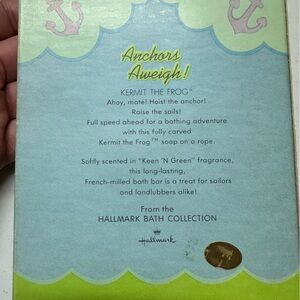 Anchors
Aweigh!
KERMIT THE FROG™
Ahoy, mate! Hoist the anchor!
Raise the sails!
Full speed ahead for a bathing adventure
with this fully carved
Kermit the Frog™ soap on a rope.
Softly scented in "Keen 'N Green" fragrance,
this long-lasting,
French-milled bath bar is a treat for sailors
and landlubbers alike!
From the
HALLMARK BATH COLLECTION
Hallmark